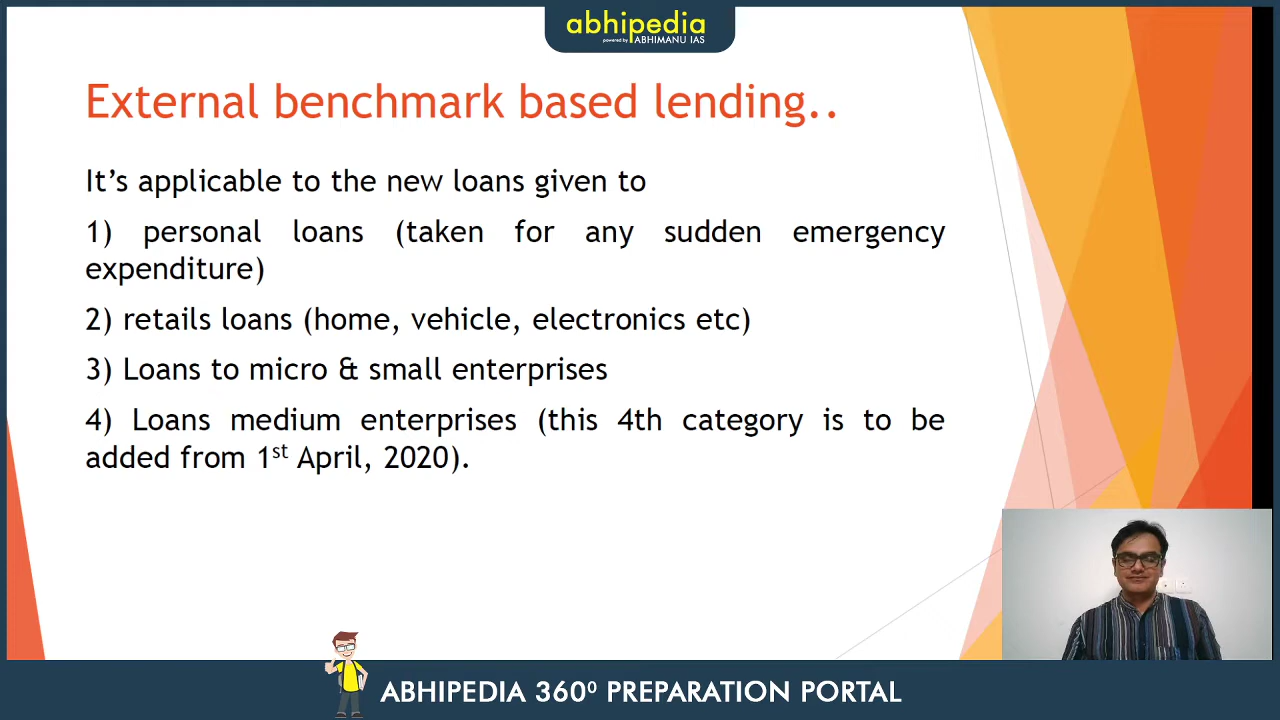 abhipedia
powered by ABHIMANU IAS
External benchmark based lending..
It's applicable to the new loans given to
1) personal loans (taken for any sudden emergency
expenditure)
2) retails loans (home, vehicle, electronics etc)
3) Loans to micro & small enterprises
4) Loans medium enterprises (this 4th category is to be
added from 1st April, 2020).
ABHIPEDIA 360⁰ PREPARATION PORTAL